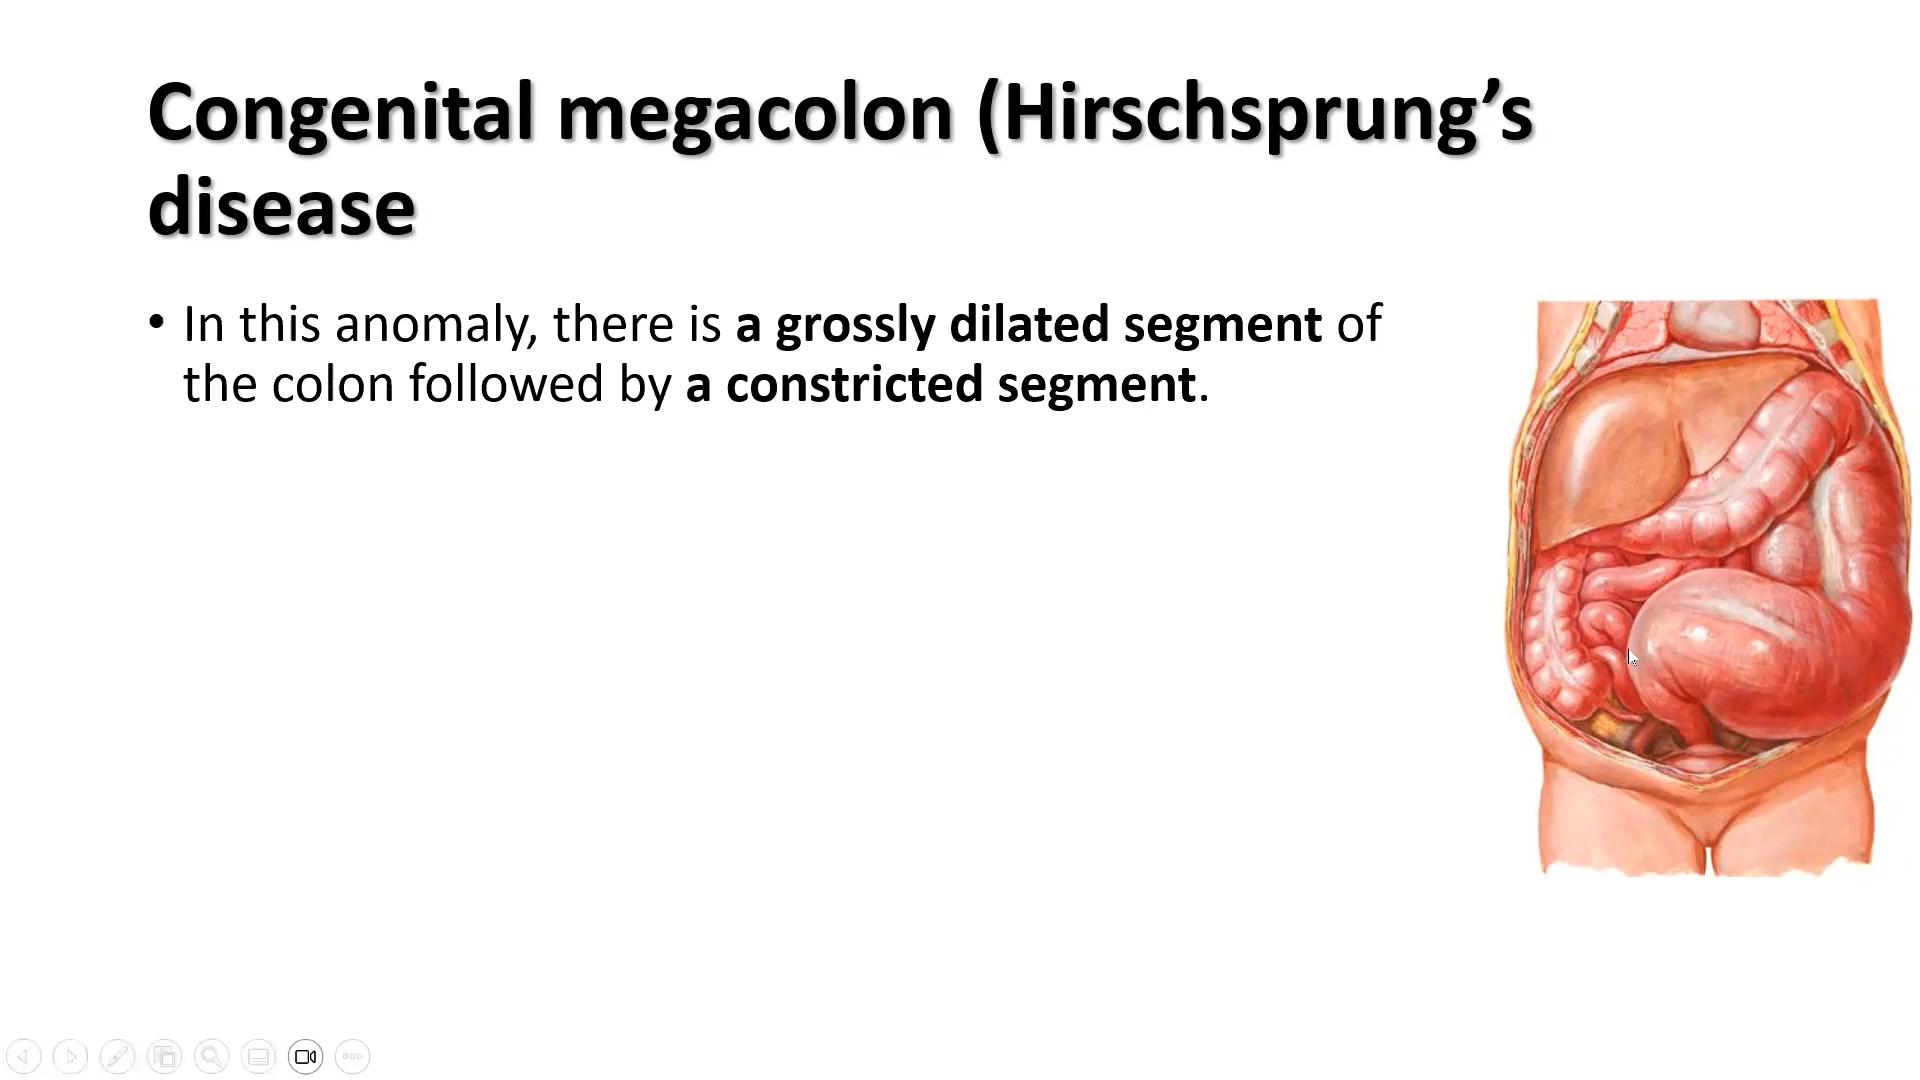 Congenital megacolon (Hirschsprung’s
disease
• In this anomaly, there is a grossly dilated segment of
the colon followed by a constricted segment.